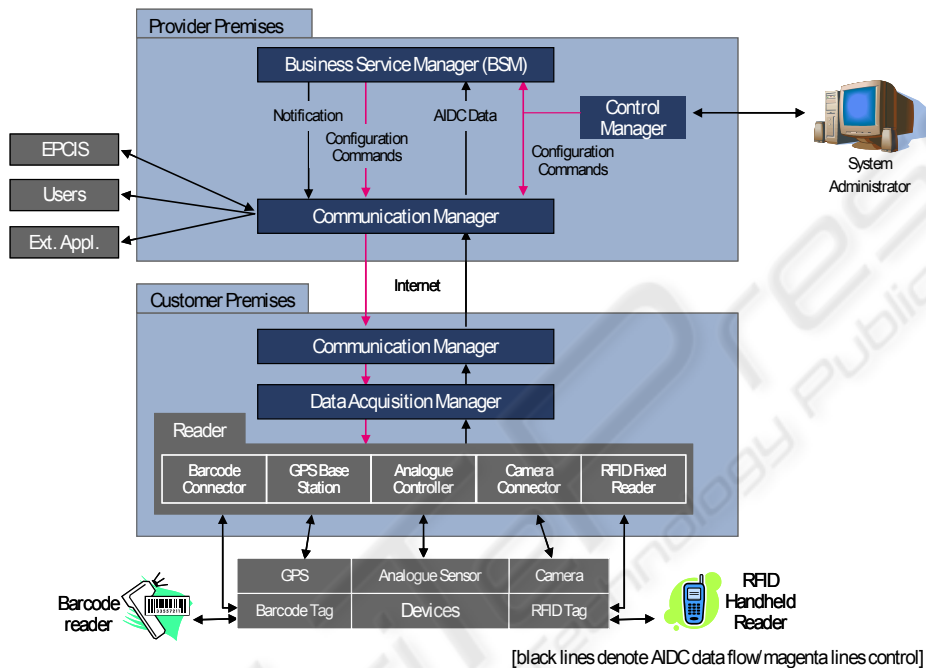 Provider Premises
Business Service Manager (BSM)
Notification
Configuration
Commands
AIDC Data
Control
Manager
Configuration
Commands
System
Administrator
EPCIS
Users
Ext. Appl.
Communication Manager
Internet
Customer Premises
Communication Manager
Data Acquisition Manager
Reader
Barcode
Connector
GPS Base
Station
Analogue
Controller
Camera
Connector
RFID Fixed
Reader
GPS
Analogue Sensor
Camera
Barcode Tag
Devices
RFID Tag
Barcode
reader
RFID
Handheld
Reader
[black lines denote AIDC data flow/ magenta lines control]